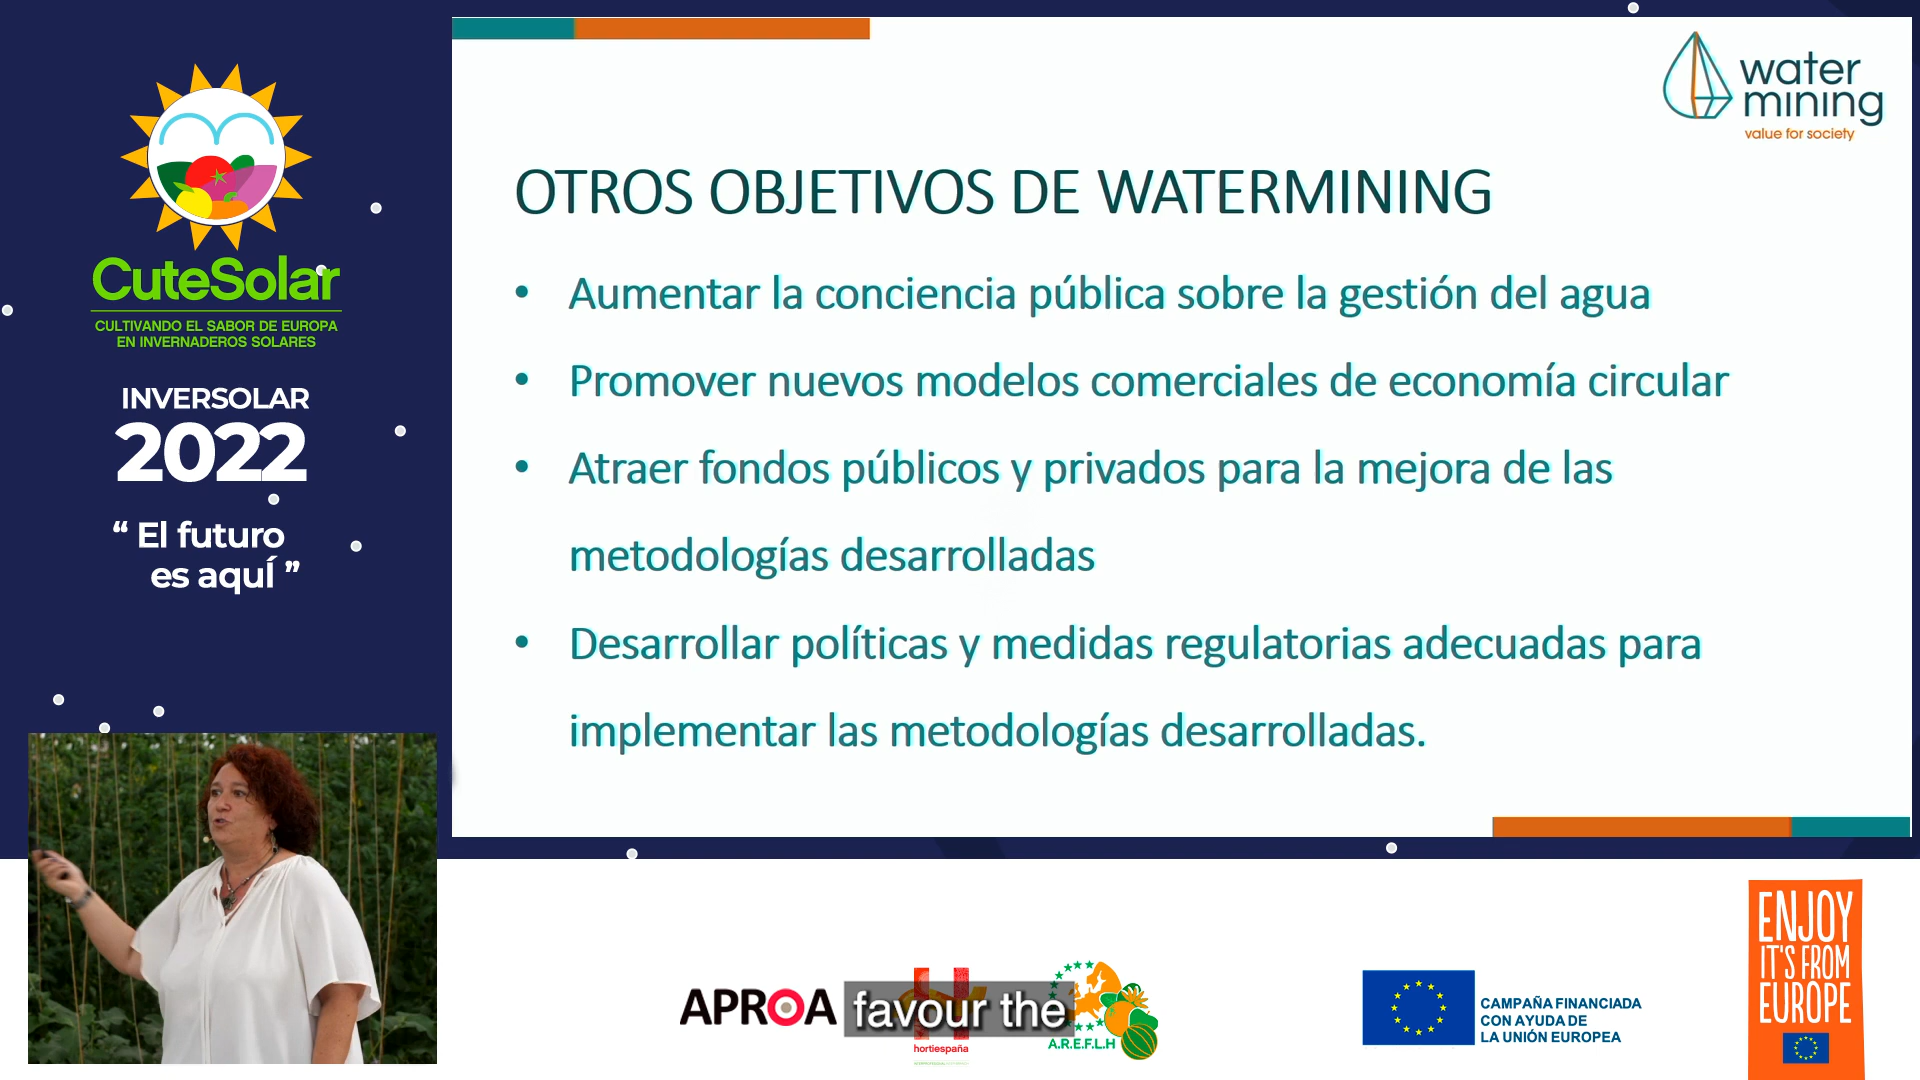 CuteSolar
CULTIVANDO EL SABOR DE EUROPA
EN INVERNADEROS SOLARES
INVERSOLAR
2022
“ El futuro
es aquÍ ”
water
mining
value for society
OTROS OBJETIVOS DE WATERMINING
• Aumentar la conciencia pública sobre la gestión del agua
• Promover nuevos modelos comerciales de economía circular
• Atraer fondos públicos y privados para la mejora de las
metodologías desarrolladas
• Desarrollar políticas y medidas regulatorias adecuadas para
implementar las metodologías desarrolladas.
APROA
favour the
H
hortiespaña
A.R.E.F.L.H
CAMPAÑA FINANCIADA
CON AYUDA DE
LA UNIÓN EUROPEA
ENJOY
IT'S FROM
EUROPE